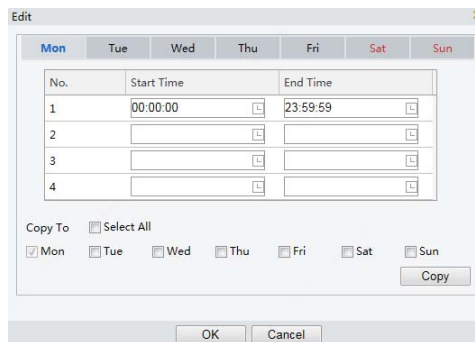 Edit
Mon Tue Wed Thu Fri Sat Sun
No. Start Time End Time
1 00:00:00 23:59:59
2
3
4
Copy To Select All
Mon Tue Wed Thu Fri Sat Sun
Copy
OK Cancel